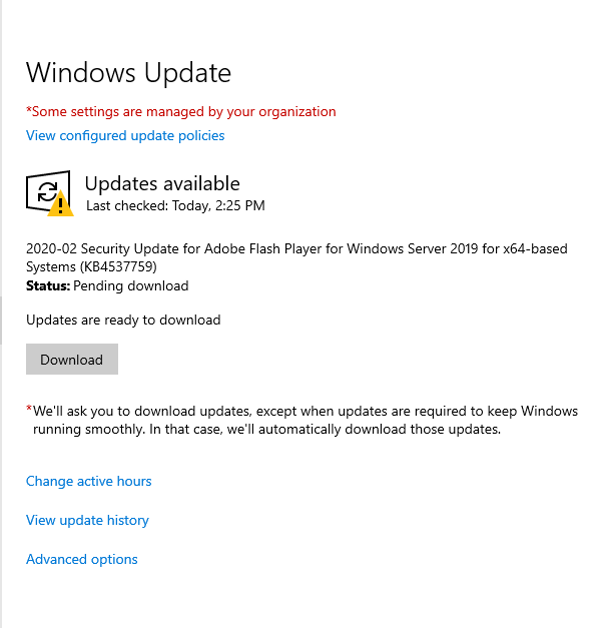 Windows Update
*Some settings are managed by your organization
View configured update policies
Updates available
Last checked: Today, 2:25 PM
2020-02 Security Update for Adobe Flash Player for Windows Server 2019 for x64-based
Systems (KB4537759)
Status: Pending download
Updates are ready to download
Download
*We'll ask you to download updates, except when updates are required to keep Windows
running smoothly. In that case, we'll automatically download those updates.
Change active hours
View update history
Advanced options